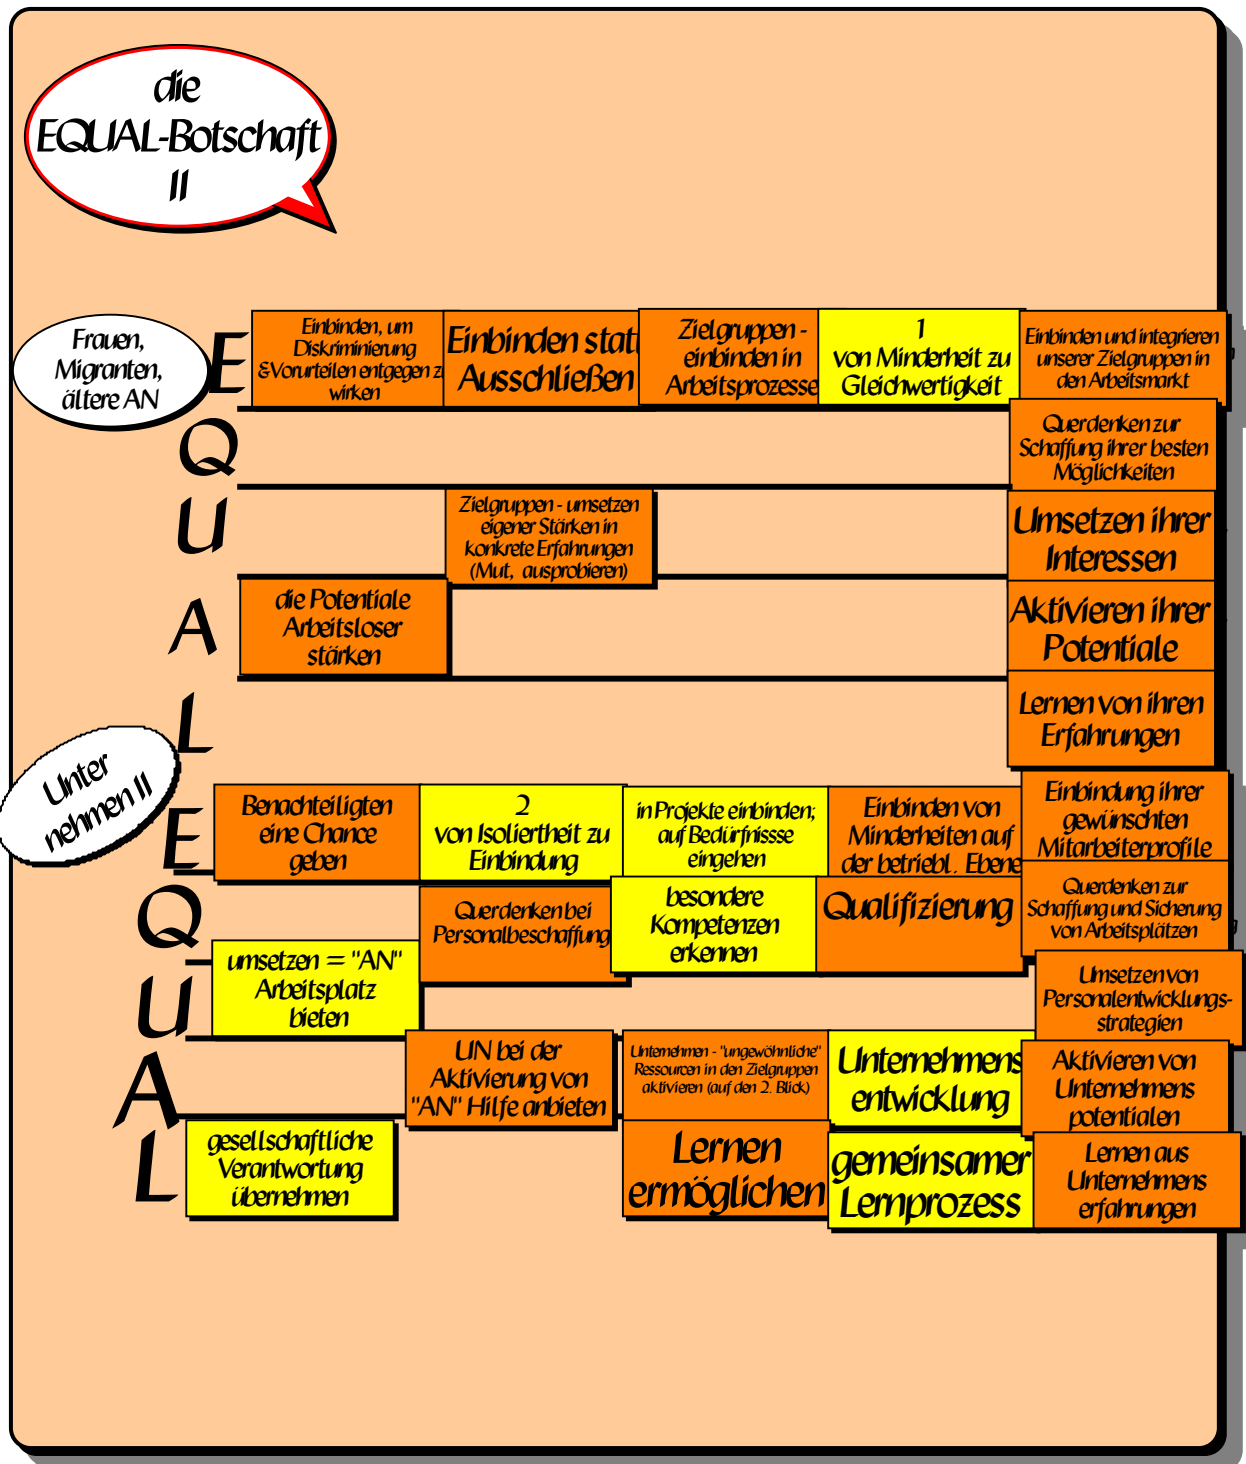 die
EQUAL-Botschaft
II
Frauen,
Migranten,
ältere AN
E
Einbinden, um
Diskriminierung
&Vorurteilen entgegen z
wirken
Einbinden stat
Ausschließen
Zielgruppen -
einbinden in
Arbeitsprozesse
1
von Minderheit zu
Gleichwertigkeit
Einbinden und integrieren
unserer Zielgruppen in
den Arbeitsmarkt
Q
Querdenken zur
Schaffung ihrer besten
Möglichkeiten
U
Zielgruppen - umsetzen
eigener Stärken in
konkrete Erfahrungen
(Mut, ausprobieren)
Umsetzen ihrer
Interessen
A
die Potentiale
Arbeitsloser
stärken
Aktivieren ihrer
Potentiale
L
Lernen von ihren
Erfahrungen
Unter
nehmen II
E
Benachteiligten
eine Chance
geben
2
von Isoliertheit zu
Einbindung
in Projekte einbinden;
auf Bedürfnissse
eingehen
Einbinden von
Minderheiten auf
der betriebl. Ebene
Einbindung ihrer
gewünschten
Mitarbeiterprofile
Q
Querdenken bei
Personalbeschaffung
besondere
Kompetenzen
erkennen
Qualifizierung
Querdenken zur
Schaffung und Sicherung
von Arbeitsplätzen
U
umsetzen = "AN"
Arbeitsplatz
bieten
Umsetzen von
Personalentwicklungs-
strategien
A
UN bei der
Aktivierung von
"AN" Hilfe anbieten
Unternehmen - "ungewöhnliche"
Ressourcen in den Zielgruppen
aktivieren (auf den 2. Blick)
Unternehmens
entwicklung
Aktivieren von
Unternehmens
potentialen
L
gesellschaftliche
Verantwortung
übernehmen
Lernen
ermöglichen
gemeinsamer
Lernprozess
Lernen aus
Unternehmens
erfahrungen